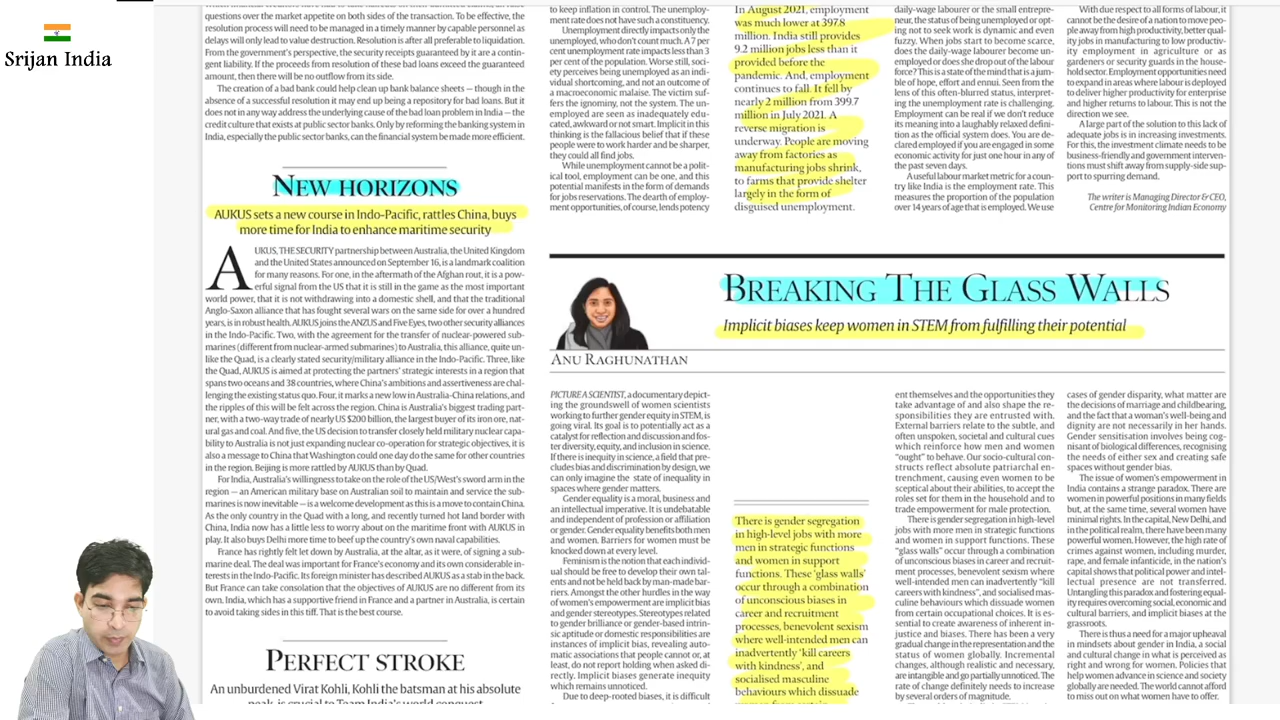 Srijan India
questions over the market appetite on both sides of the transaction. To be effective, the
resolution process will need to managed in a timely manner by capable personnel as
delays will only lead to value destruction. Resolution is after all preferable to liquidation.
From the government's perspective, the security receipts guaranteed by it are a contin-
gent liability. If the proceeds from resolution of these bad loans exceed the guaranteed
amount, then there will be no outflow from its side.
The creation of a bad bank could help clean up bank balance sheets — though in the
absence of a successful resolution it may end up being a repository for bad loans. But it
does not in any way address the underlying cause of the bad loan problem in India — the
credit culture that exists at public sector banks. Only by reforming the banking system in
India, especially the public sector banks, can the financial system be made more efficient.
NEW HORIZONS
AUKUS sets a new course in Indo-Pacific, rattles China, buys
more time for India to enhance maritime security
AUKUS, THE SECURITY partnership between Australia, the United Kingdom
and the United States announced on September 16, is a landmark coalition
for many reasons. For one, in the aftermath of the Afghan rout, it is a pow-
erful signal from the US that it is still in the game as the most important
world power, that it is not withdrawing into a domestic shell, and that the traditional
Anglo-Saxon alliance that has fought several wars on the same side for over a hundred
years, is in robust health. AUKUS joins the ANZUS and Five Eyes, two other security alliances
in the Indo-Pacific. Two, with the agreement for the transfer of nuclear-powered sub-
marines (different from nuclear-armed submarines) to Australia, this alliance, quite un-
like the Quad, is a clearly stated security/military alliance in the Indo-Pacific. Three, like
the Quad, AUKUS is aimed at protecting the partners' strategic interests in a region that
spans two oceans and 38 countries, where China's ambitions and assertiveness are chal-
lenging the existing status quo. Four, it marks a new low in Australia-China relations, and
the ripples of this will be felt across the region. China is Australia's biggest trading part-
ner, with a two-way trade of nearly US $200 billion, the largest buyer of its iron ore, nat-
ural gas and coal. And five, the US decision to transfer closely held military nuclear capa-
bility to Australia is not just expanding nuclear co-operation for strategic objectives, it is
also a message to China that Washington could one day do the same for other countries
in the region. Beijing is more rattled by AUKUS than by Quad.
For India, Australia's willingness to take on the role of the US/West's sword arm in the
region — an American military base on Australian soil to maintain and service the sub-
marines is now inevitable — is a welcome development as this is a move to contain China.
As the only country in the Quad with a long, and recently turned hot land border with
China, India now has a little less to worry about on the maritime front with AUKUS in
play. It also buys Delhi more time to beef up the country's own naval capabilities.
France has rightly felt let down by Australia, at the altar, as it were, of signing a sub-
marine deal. The deal was important for France's economy and its own considerable in-
terests in the Indo-Pacific. Its foreign minister has described AUKUS as a stab in the back.
But France can take consolation that the objectives of AUKUS are no different from its
own. India, which has a supportive friend in France and a partner in Australia, is certain
to avoid taking sides in this tiff. That is the best course.
PERFECT STROKE
An unburdened Virat Kohli, Kohli the batsman at his absolute
peak, is crucial to Team India's world conquest
to keep inflation in control. The unemploy-
ment rate does not have such a constituency.
Unemployment directly impacts only the
unemployed, who don't count much. A 7 per
cent unemployment rate impacts less than 3
per cent of the population. Worse still, soci-
ety perceives being unemployed as an indi-
vidual shortcoming, and not an outcome of
a macroeconomic malaise. The victim suf-
fers the ignominy, not the system. The un-
employed are seen as inadequately edu-
cated, awkward or not smart. Implicit in this
thinking is the fallacious belief that if these
people were to work harder and be sharper,
they could all find jobs.
While unemployment cannot be a polit-
ical tool, employment can be one, and this
potential manifests in the form of demands
for jobs reservations. The dearth of employ-
ment opportunities, of course, lends potency
In August 2021, employment
was much lower at 397.8
million. India still provides
9.2 million jobs less than it
provided before the
pandemic. And, employment
continues to fall. It fell by
nearly 2 million from 399.7
million in July 2021. A
reverse migration is
underway. People are moving
away from factories as
manufacturing jobs shrink,
to farms that provide shelter
largely in the form of
disguised unemployment.
daily-wage labourer or the small entrepre-
neur, the status of being unemployed or opt-
ing not to seek work is dynamic and even
fuzzy. When jobs start to become scarce,
does the daily-wage labourer become un-
employed or does she drop out of the labour
force? This is a state of the mind that is a jum-
ble of hope, effort and ennui. Seen from the
lens of this often-blurred status, interpret-
ing the unemployment rate is challenging.
Employment can be real if we don't reduce
its meaning into a laughably relaxed defini-
tion as the official system does. You are de-
clared employed if you are engaged in some
economic activity for just one hour in any of
the past seven days.
A useful labour market metric for a coun-
try like India is the employment rate. This
measures the proportion of the population
over 14 years of age that is employed. We use
With due respect to all forms of labour, it
cannot be the desire of a nation to move peo-
ple away from high productivity, better qual-
ity jobs in manufacturing to low productiv-
ity employment in agriculture or as
gardeners or security guards in the house-
hold sector. Employment opportunities need
to expand in areas where labour is deployed
to deliver higher productivity for enterprise
and higher returns to labour. This is not the
direction we see.
A large part of the solution to this lack of
adequate jobs is in increasing investments.
For this, the investment climate needs to be
business-friendly and government interven-
tions must shift away from supply-side sup-
port to spurring demand.
The writer is Managing Director & CEO,
Centre for Monitoring Indian Economy
BREAKING THE GLASS WALLS
Implicit biases keep women in STEM from fulfilling their potential
ANU RAGHUNATHAN
PICTURE A SCIENTIST, a documentary depict-
ing the groundswell of women scientists
working to further gender equity in STEM, is
going viral. Its goal is to potentially act as a
catalyst for reflection and discussion and fos-
ter diversity, equity, and inclusion in science.
If there is inequity in science, a field that pre-
cludes bias and discrimination by design, we
can only imagine the state of inequality in
spaces where gender matters.
Gender equality is a moral, business and
an intellectual imperative. It is undebatable
and independent of profession or affiliation
or gender. Gender equality benefits both men
and women. Barriers for women must be
knocked down at every level.
Feminism is the notion that each individ-
ual should be free to develop their own tal-
ents and not be held back by man-made bar-
riers. Amongst the other hurdles in the way
of women's empowerment are implicit bias
and gender stereotypes. Stereotypes related
to gender brilliance or gender-based intrin-
sic aptitude or domestic responsibilities are
instances of implicit bias, revealing auto-
matic associations that people cannot or, at
least, do not report holding when asked di-
rectly. Implicit biases generate inequity
which remains unnoticed.
Due to deep-rooted biases, it is difficult
There is gender segregation
in high-level jobs with more
men in strategic functions
and women in support
functions. These 'glass walls'
occur through a combination
of unconscious biases in
career and recruitment
processes, benevolent sexism
where well-intended men can
inadvertently 'kill careers
with kindness', and
socialised masculine
behaviours which dissuade
women from certain
ent themselves and the opportunities they
take advantage of and also shape the re-
sponsibilities they are entrusted with.
External barriers relate to the subtle, and
often unspoken, societal and cultural cues
which reinforce how men and women
"ought" to behave. Our socio-cultural con-
structs reflect absolute patriarchal en-
trenchment, causing even women to be
sceptical about their abilities, to accept the
roles set for them in the household and to
trade empowerment for male protection.
There is gender segregation in high-level
jobs with more men in strategic functions
and women in support functions. These
"glass walls" occur through a combination
of unconscious biases in career and recruit-
ment processes, benevolent sexism where
well-intended men can inadvertently "kill
careers with kindness", and socialised mas-
culine behaviours which dissuade women
from certain occupational choices. It is es-
sential to create awareness of inherent in-
justice and biases. There has been a very
gradual change in the representation and the
status of women globally. Incremental
changes, although realistic and necessary,
are intangible and go partially unnoticed. The
rate of change definitely needs to increase
by several orders of magnitude.
cases of gender disparity, what matter are
the decisions of marriage and childbearing,
and the fact that a woman's well-being and
dignity are not necessarily in her hands.
Gender sensitisation involves being cog-
nisant of biological differences, recognising
the needs of either sex and creating safe
spaces without gender bias.
The issue of women's empowerment in
India contains a strange paradox. There are
women in powerful positions in many fields
but, at the same time, several women have
minimal rights. In the capital, New Delhi, and
in the political realm, there have been many
powerful women. However, the high rate of
crimes against women, including murder,
rape, and female infanticide, in the nation's
capital shows that political power and intel-
lectual presence are not transferred.
Untangling this paradox and fostering equal-
ity requires overcoming social, economic and
cultural barriers, and implicit biases at the
grassroots.
There is thus a need for a major upheaval
in mindsets about gender in India, a social
and cultural change in what is perceived as
right and wrong for women. Policies that
help women advance in science and society
globally are needed. The world cannot afford
to miss out on what women have to offer.